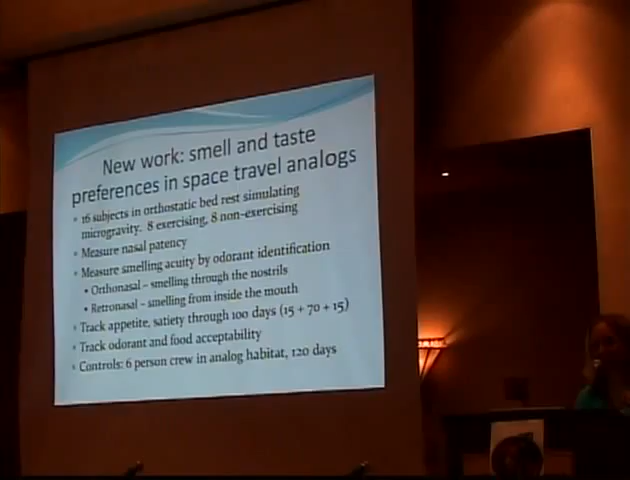 New work: smell and taste
preferences in space travel analogs
16 subjects in orthostatic bed rest simulating
microgravity. 8 exercising, 8 non-exercising
Measure nasal patency
Measure smelling acuity by odorant identification
• Orthonasal – smelling through the nostrils
• Retronasal – smelling from inside the mouth
Track appetite, satiety through 100 days (15 + 70 + 15)
Track odorant and food acceptability
Controls: 6 person crew in analog habitat, 120 days